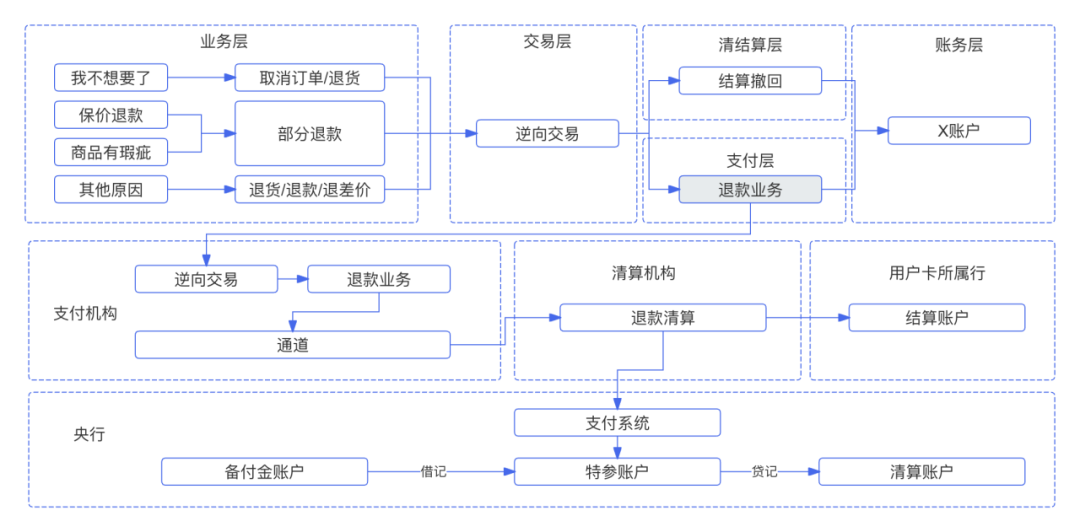 业务层
交易层
清结算层
账务层
我不想要了
取消订单/退货
结算撤回
保价退款
部分退款
逆向交易
X账户
商品有瑕疵
支付层
其他原因
退货/退款/退差价
退款业务
支付机构
逆向交易
退款业务
通道
清算机构
退款清算
用户卡所属行
结算账户
央行
支付系统
备付金账户
借记
特参账户
贷记
清算账户